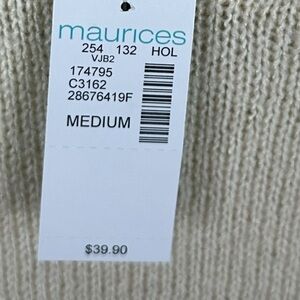 maurices
254 132 HOL
VJB2
174795
C3162
28676419F
MEDIUM
$39.90